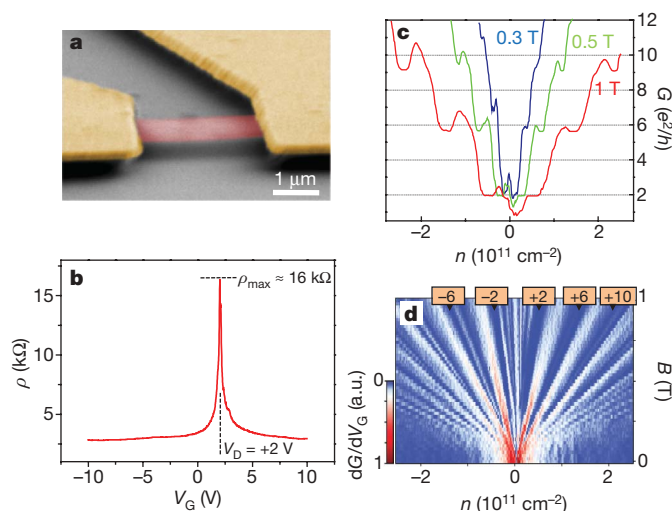 a
1 μm
b
ρmax ≈ 16 kΩ
15
10
5
ρ (kΩ)
VD = +2 V
−10
−5
0
5
10
VG (V)
c
0.3 T
0.5 T
1 T
10
8
6
4
2
G (e²/h)
−2
0
2
n (10¹¹ cm⁻²)
d
−6
−2
+2
+6
+10
1
0
B (T)
0
1
dG/dVG (a.u.)
−2
0
2
n (10¹¹ cm⁻²)